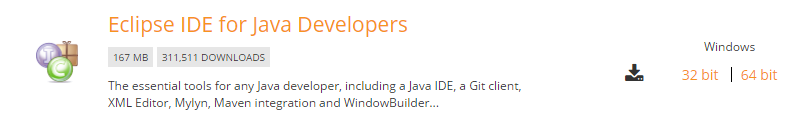 Eclipse IDE for Java Developers
167 MB 311,511 DOWNLOADS
The essential tools for any Java developer, including a Java IDE, a Git client,
XML Editor, Mylyn, Maven integration and WindowBuilder...
Windows
32 bit | 64 bit